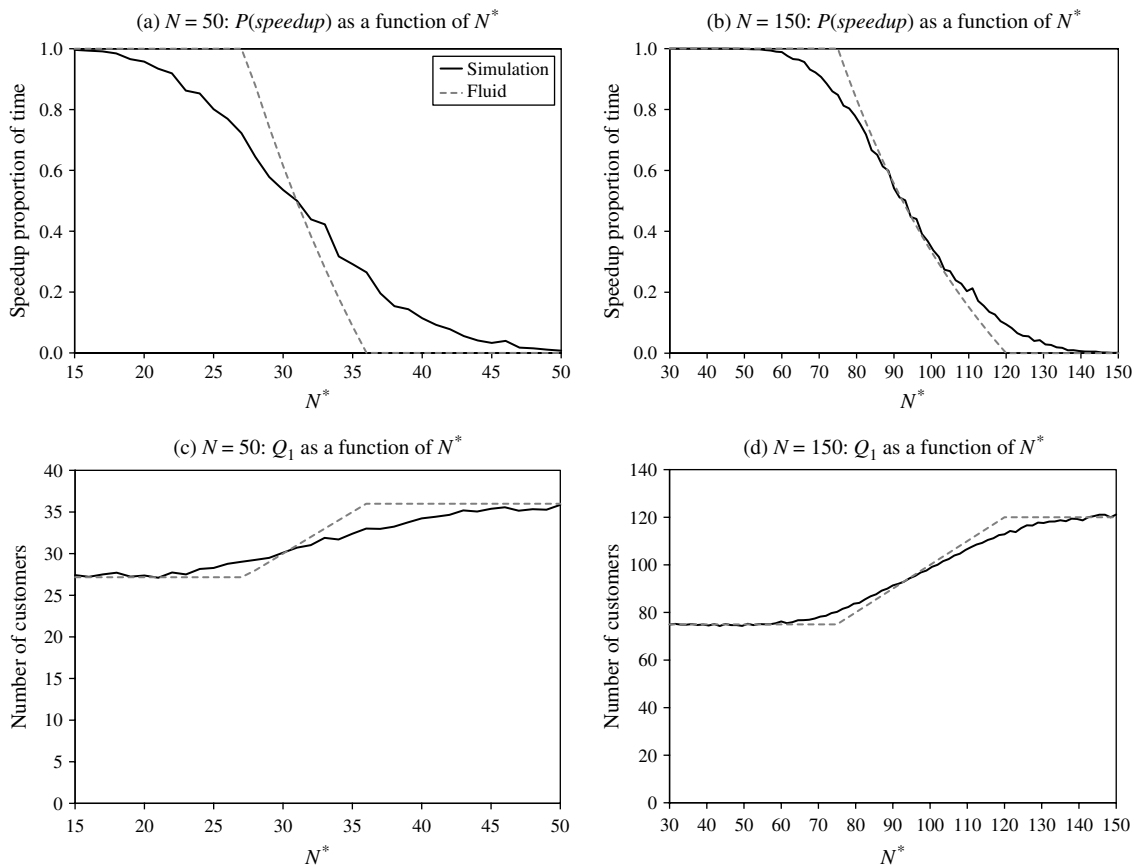 (a) N = 50: P(speedup) as a function of N*
1.0
0.8
0.6
0.4
0.2
0.0
Speedup proportion of time
15 20 25 30 35 40 45 50
N*
Simulation
Fluid
(b) N = 150: P(speedup) as a function of N*
1.0
0.8
0.6
0.4
0.2
0.0
Speedup proportion of time
30 40 50 60 70 80 90 100 110 120 130 140 150
N*
(c) N = 50: Q1 as a function of N*
40
35
30
25
20
15
10
5
0
Number of customers
15 20 25 30 35 40 45 50
N*
(d) N = 150: Q1 as a function of N*
140
120
100
80
60
40
20
0
Number of customers
30 40 50 60 70 80 90 100 110 120 130 140 150
N*